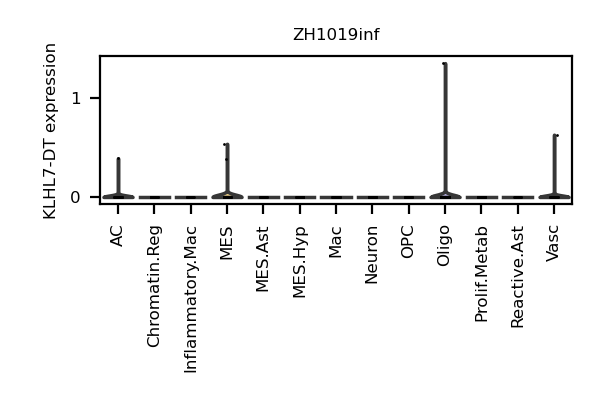 ZH1019inf
KLHL7-DT expression
1
0
AC
Chromatin.Reg
Inflammatory.Mac
MES
MES.Ast
MES.Hyp
Mac
Neuron
OPC
Oligo
Prolif.Metab
Reactive.Ast
Vasc